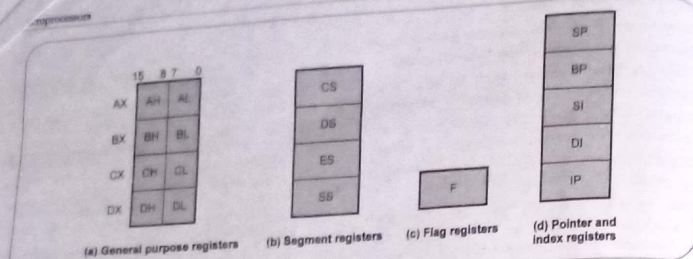 15 8 7 0
AX AH AL
BX BH BL
CX CH CL
DX DH DL
(a) General purpose registers
CS
DS
ES
SS
(b) Segment registers
F
(c) Flag registers
SP
BP
SI
DI
IP
(d) Pointer and
index registers